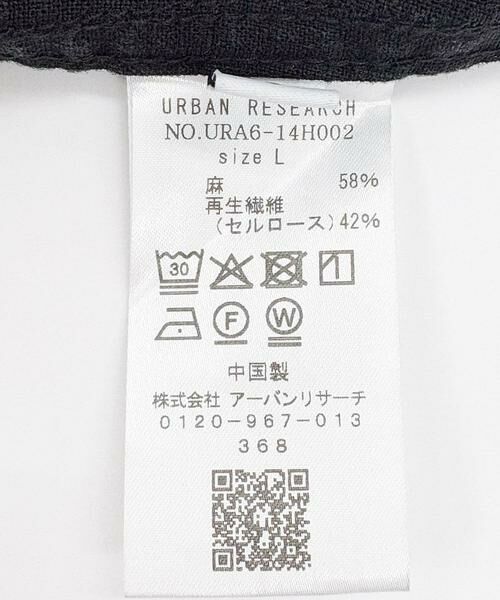 URBAN RESEARCH
NO.URA6-14H002
size L
麻 58%
再生繊維
(セルロース)42%
30
F W
中国製
株式会社 アーバンリサーチ
0120-967-013
368